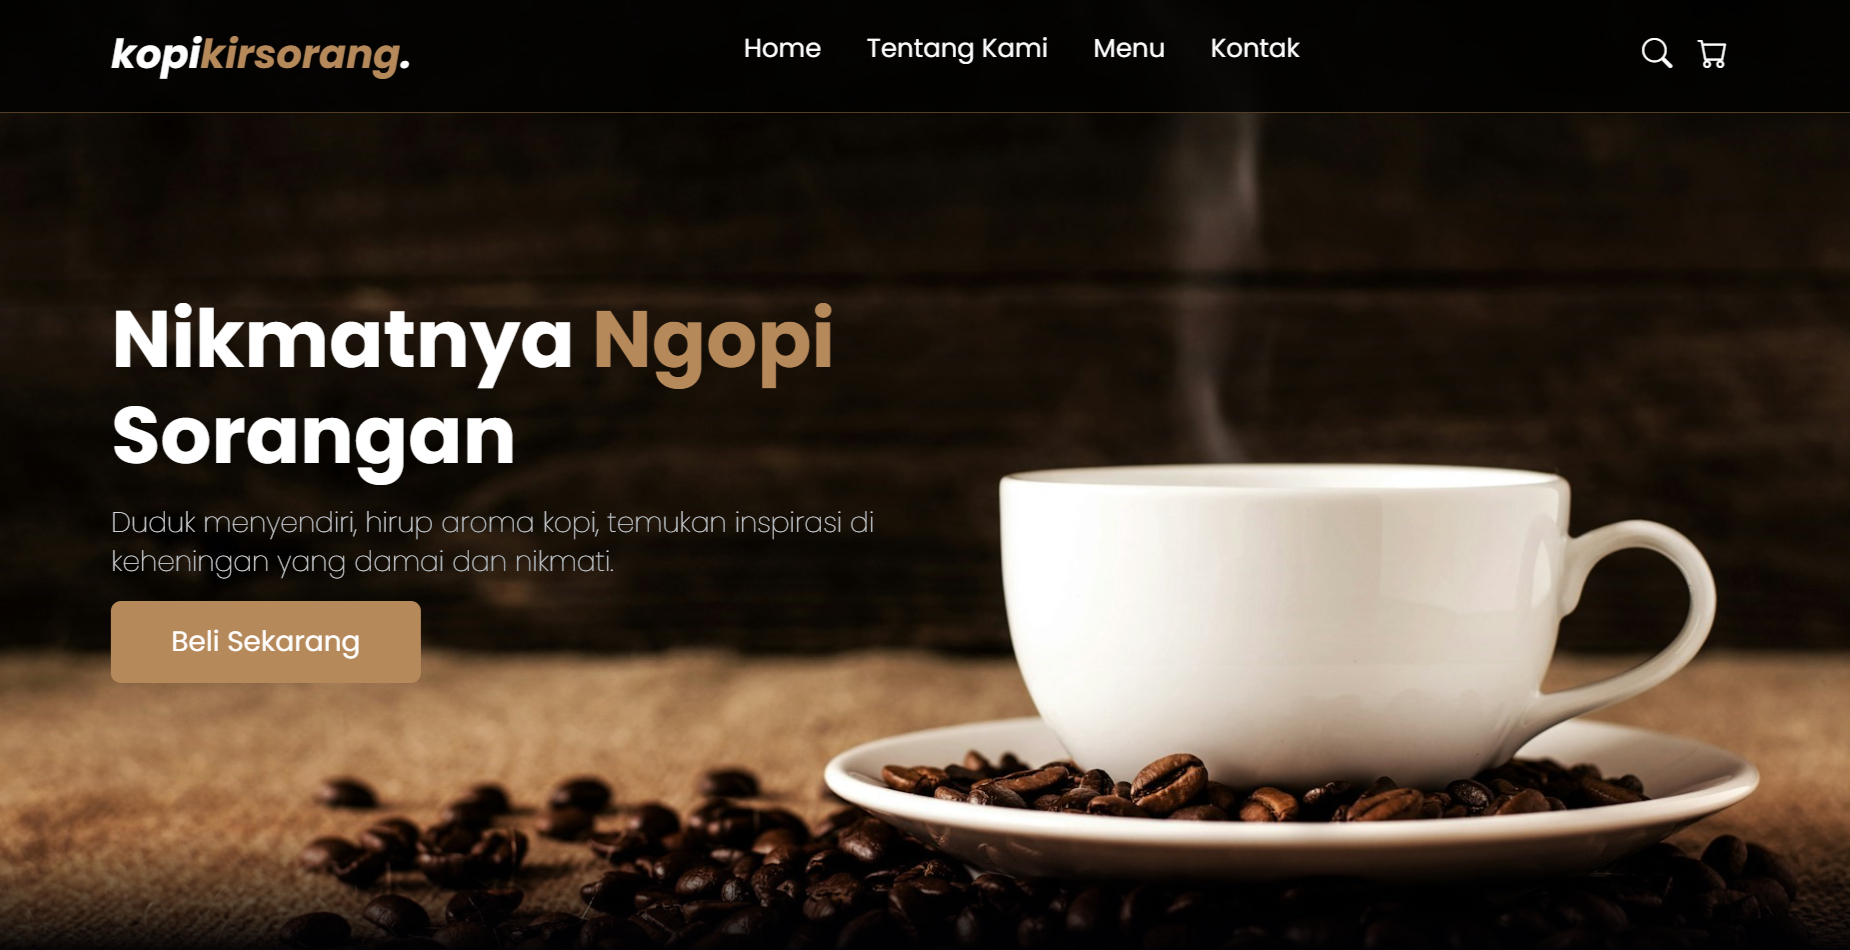 kopikirsorang.
Home Tentang Kami Menu Kontak
Nikmatnya Ngopi
Sorangan
Duduk menyendiri, hirup aroma kopi, temukan inspirasi di
keheningan yang damai dan nikmati.
Beli Sekarang